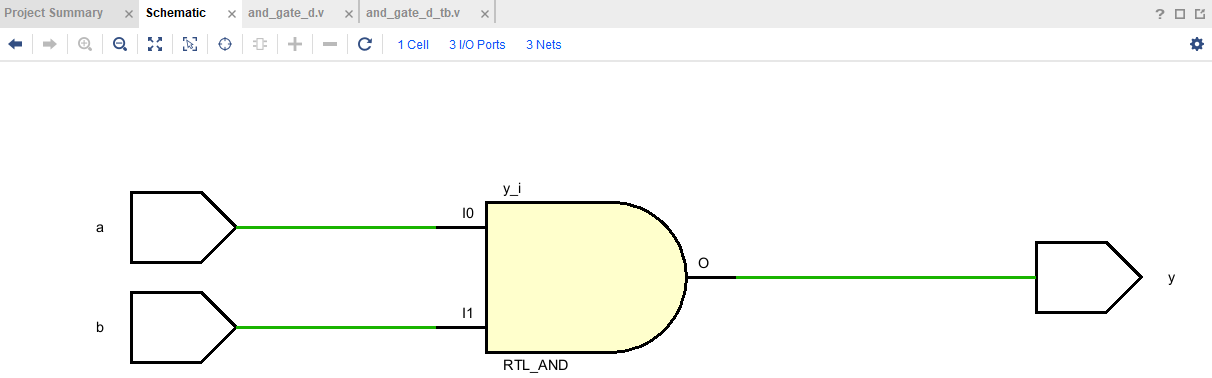 Project Summary × Schematic × and_gate_d.v × and_gate_d_tb.v × ?
1 Cell 3 I/O Ports 3 Nets
y_i
a I0
O
y
b I1
RTL_AND